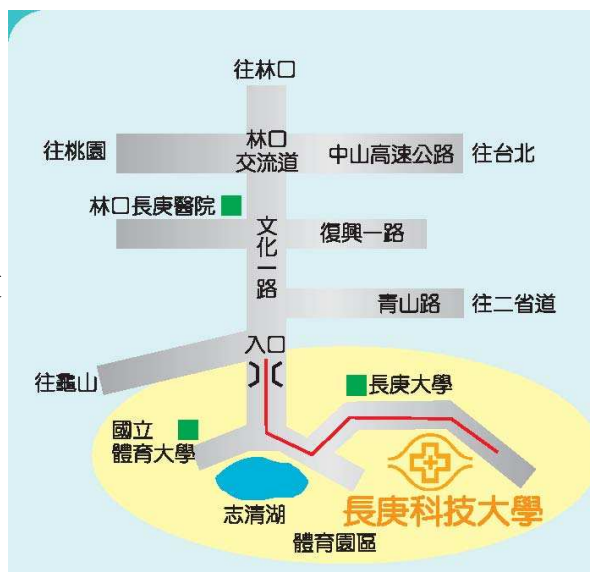 往林口
往桃園
林口
交流道
中山高速公路
往台北
林口長庚醫院
文化一路
復興一路
青山路
往二省道
入口
往龜山
長庚大學
國立
體育大學
長庚科技大學
志清湖
體育園區